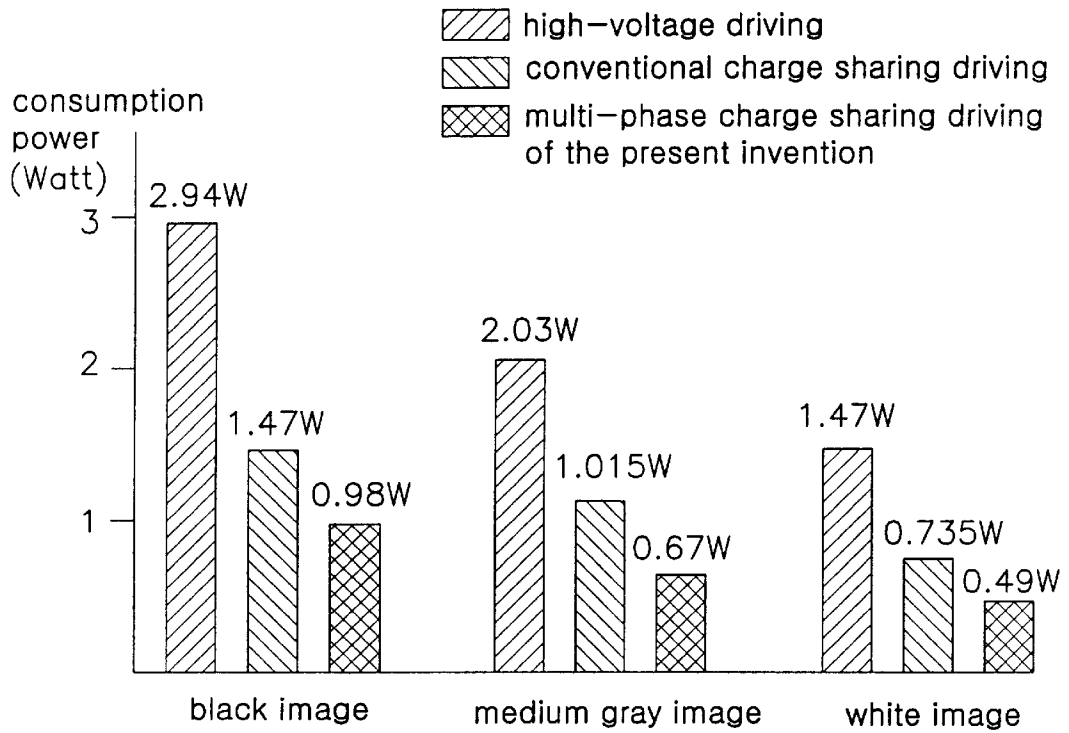 high-voltage driving
conventional charge sharing driving
multi-phase charge sharing driving
of the present invention
consumption
power
(Watt)
3
2
1
2.94W
1.47W
0.98W
2.03W
1.015W
0.67W
1.47W
0.735W
0.49W
black image
medium gray image
white image